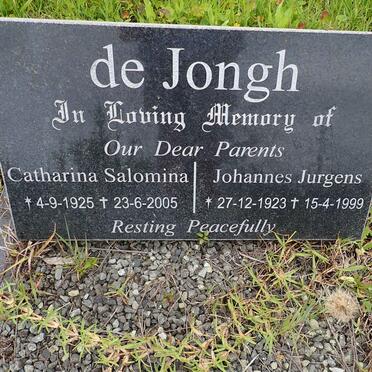 de Jongh
In Loving Memory of
Our Dear Parents
Catharina Salomina | Johannes Jurgens
* 4-9-1925 † 23-6-2005 | * 27-12-1923 † 15-4-1999
Resting Peacefully